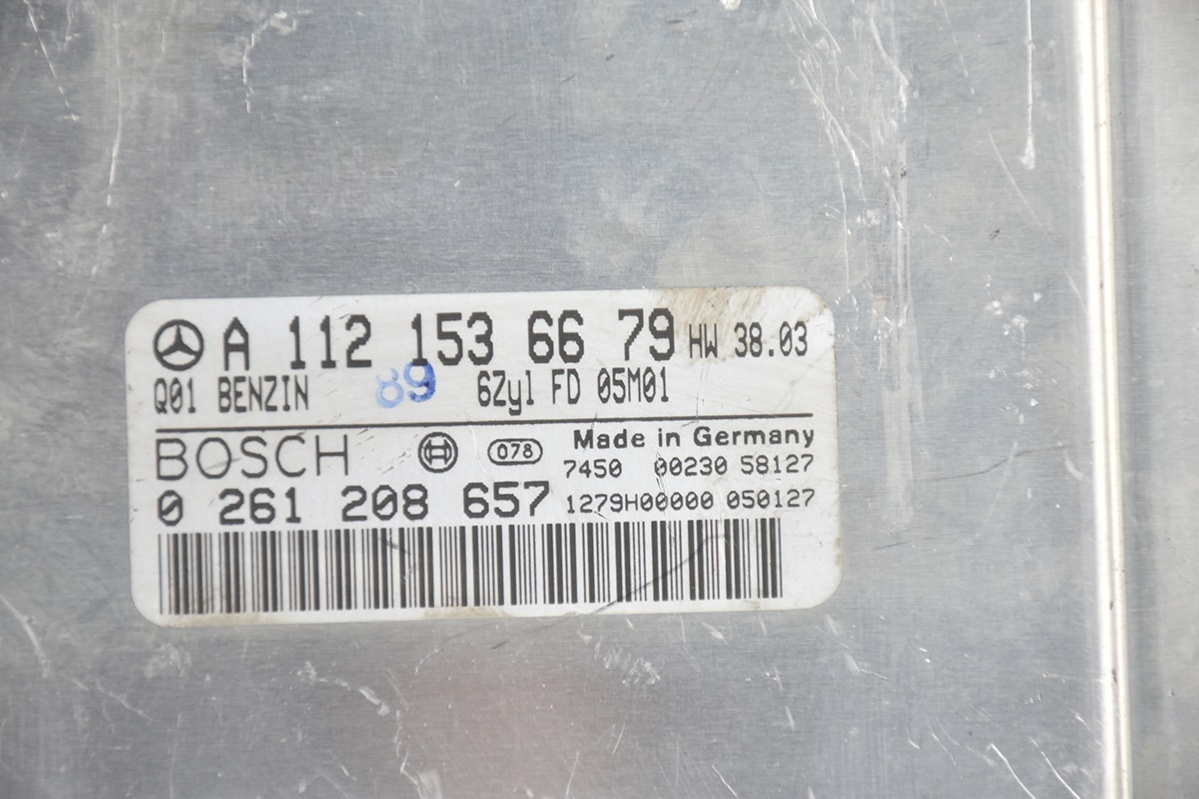 A 112 153 66 79 HW 38.03
Q01 BENZIN 89 6Zyl FD 05M01
BOSCH 078 Made in Germany
7450 00230 58127
0 261 208 657 1279H00000 050127